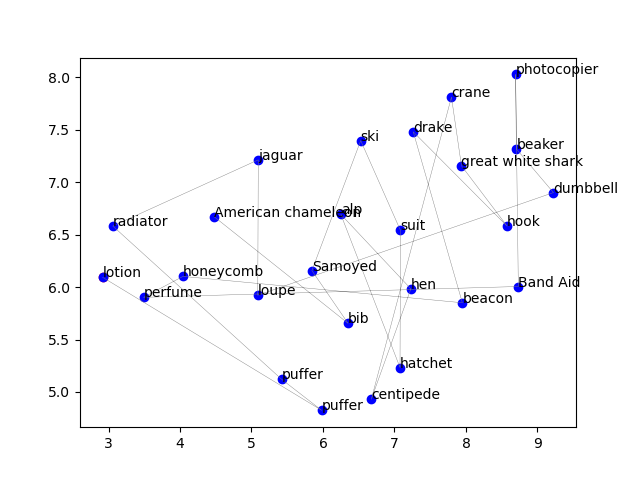 photocopier
8.0
crane
7.5
drake
ski
beaker
jaguar
great white shark
7.0
dumbbell
American chameleon
alp
radiator
hook
suit
6.5
Samoyed
lotion
honeycomb
6.0
Band Aid
perfume
loupe
hen
beacon
bib
5.5
hatchet
puffer
5.0
centipede
puffer
3
4
5
6
7
8
9